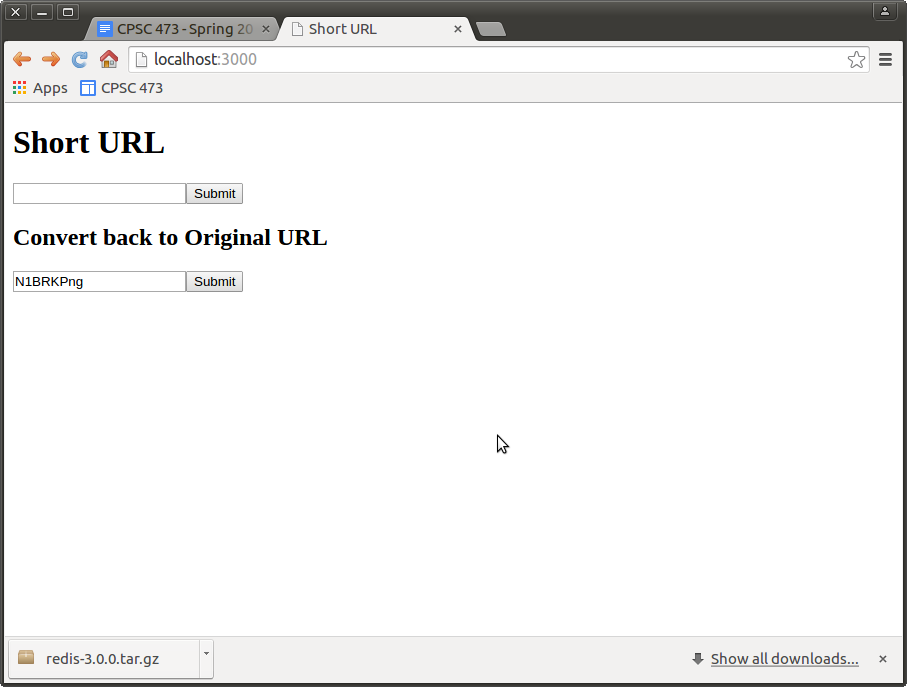 CPSC 473 - Spring 20
Short URL
localhost:3000
Apps
CPSC 473
Short URL
Submit
Convert back to Original URL
N1BRKPng
Submit
redis-3.0.0.tar.gz
Show all downloads...